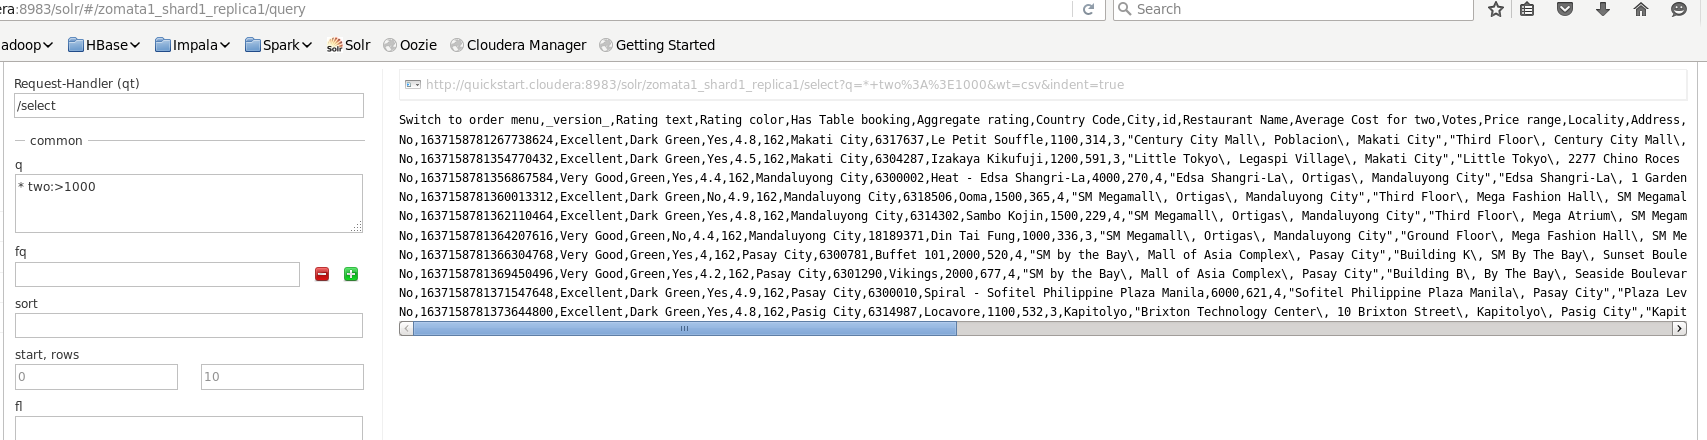 era:8983/solr/#/zomata1_shard1_replica1/query
Search
adoop
HBase
Impala
Spark
Solr
Solr
Oozie
Cloudera Manager
Getting Started
Request-Handler (qt)
/select
common
q
* two:>1000
fq
sort
start, rows
0
10
fl
http://quickstart.cloudera:8983/solr/zomata1_shard1_replica1/select?q=*+two%3A%3E1000&wt=csv&indent=true
Switch to order menu,_version_,Rating text,Rating color,Has Table booking,Aggregate rating,Country Code,City,id,Restaurant Name,Average Cost for two,Votes,Price range,Locality,Address,
No,1637158781267738624,Excellent,Dark Green,Yes,4.8,162,Makati City,6317637,Le Petit Souffle,1100,314,3,"Century City Mall\, Poblacion\, Makati City","Third Floor\, Century City Mall\,
No,1637158781354770432,Excellent,Dark Green,Yes,4.5,162,Makati City,6304287,Izakaya Kikufuji,1200,591,3,"Little Tokyo\, Legaspi Village\, Makati City","Little Tokyo\, 2277 Chino Roces
No,1637158781356867584,Very Good,Green,Yes,4.4,162,Mandaluyong City,6300002,Heat - Edsa Shangri-La,4000,270,4,"Edsa Shangri-La\, Ortigas\, Mandaluyong City","Edsa Shangri-La\, 1 Garden
No,1637158781360013312,Excellent,Dark Green,No,4.9,162,Mandaluyong City,6318506,Ooma,1500,365,4,"SM Megamall\, Ortigas\, Mandaluyong City","Third Floor\, Mega Fashion Hall\, SM
No,1637158781362110464,Excellent,Dark Green,Yes,4.8,162,Mandaluyong City,6314302,Sambo Kojin,1500,229,4,"SM Megamall\, Ortigas\, Mandaluyong City","Third Floor\, Mega Atrium\, SM Megam
No,1637158781364207616,Very Good,Green,No,4.4,162,Mandaluyong City,18189371,Din Tai Fung,1000,336,3,"SM Megamall\, Ortigas\, Mandaluyong City","Ground Floor\, Mega Fashion Hall\, SM Me
No,1637158781366304768,Very Good,Green,Yes,4,162,Pasay City,6300781,Buffet 101,2000,520,4,"SM by the Bay\, Mall of Asia Complex\, Pasay City","Building K\, SM By The Bay\, Sunset Boule
No,1637158781369450496,Very Good,Green,Yes,4.2,162,Pasay City,6301290,Vikings,2000,677,4,"SM by the Bay\, Mall of Asia Complex\, Pasay City","Building B\, By The Bay\, Seaside Boulevar
No,1637158781371547648,Excellent,Dark Green,Yes,4.9,162,Pasay City,6300010,Spiral - Sofitel Philippine Plaza Manila,6000,621,4,"Sofitel Philippine Plaza Manila\, Pasay City","Plaza Lev
No,1637158781373644800,Excellent,Dark Green,Yes,4.8,162,Pasig City,6314987,Locavore,1100,532,3,Kapitolyo,"Brixton Technology Center\, 10 Brixton Street\, Kapitolyo\, Pasig City","Kapit